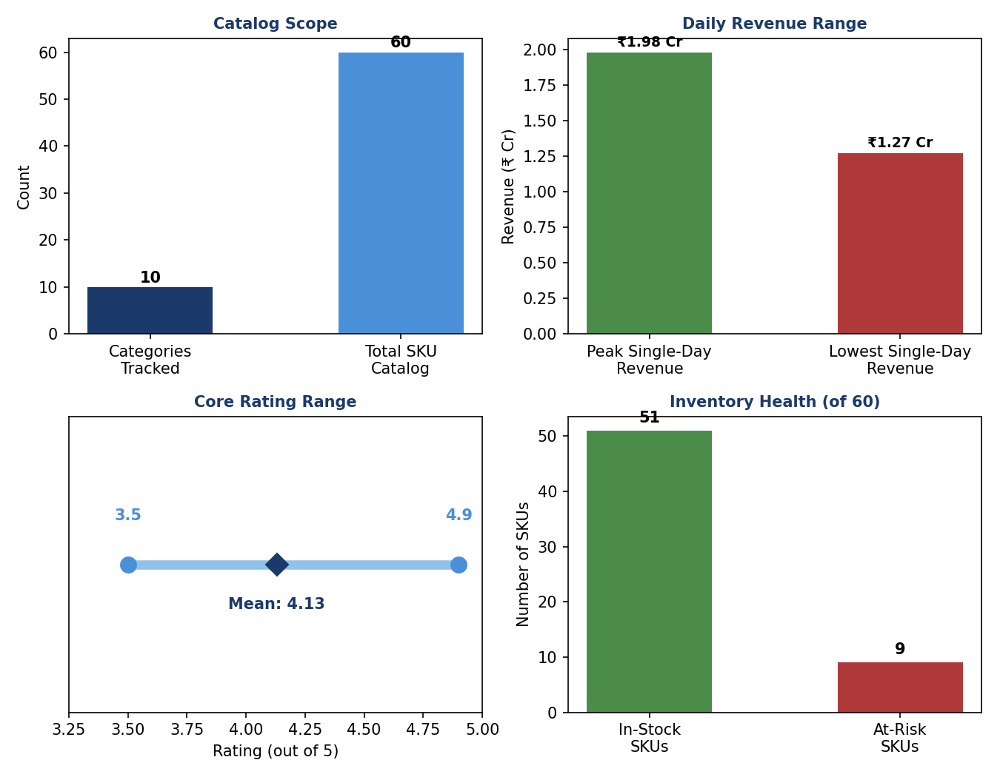 Catalog Scope
60
10
60
50
40
30
20
10
0
Count
Categories
Tracked
Total SKU
Catalog
Daily Revenue Range
₹1.98 Cr
₹1.27 Cr
2.00
1.75
1.50
1.25
1.00
0.75
0.50
0.25
0.00
Revenue (₹ Cr)
Peak Single-Day
Revenue
Lowest Single-Day
Revenue
Core Rating Range
3.5
4.9
Mean: 4.13
3.25 3.50 3.75 4.00 4.25 4.50 4.75 5.00
Rating (out of 5)
Inventory Health (of 60)
51
9
50
40
30
20
10
0
Number of SKUs
In-Stock
SKUs
At-Risk
SKUs